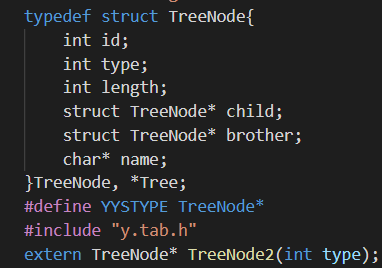 typedef struct TreeNode{
    int id;
    int type;
    int length;
    struct TreeNode* child;
    struct TreeNode* brother;
    char* name;
}TreeNode, *Tree;
#define YYSTYPE TreeNode*
#include "y.tab.h"
extern TreeNode* TreeNode2(int type);